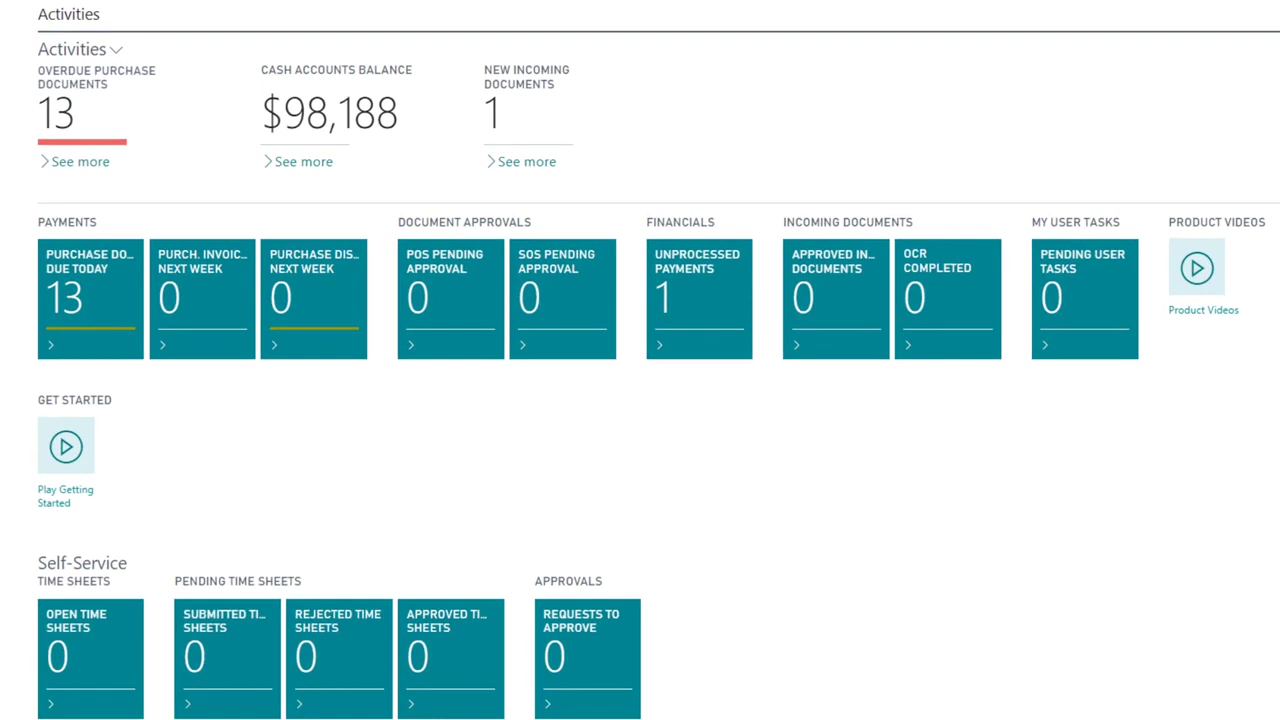 Activities
Activities
OVERDUE PURCHASE
DOCUMENTS
13
See more
CASH ACCOUNTS BALANCE
$98,188
See more
NEW INCOMING
DOCUMENTS
1
See more
PAYMENTS
PURCHASE DO...
DUE TODAY
13
PURCH. INVOIC...
NEXT WEEK
0
PURCHASE DIS...
NEXT WEEK
0
DOCUMENT APPROVALS
POS PENDING
APPROVAL
0
SOS PENDING
APPROVAL
0
FINANCIALS
UNPROCESSED
PAYMENTS
1
INCOMING DOCUMENTS
APPROVED IN...
DOCUMENTS
0
OCR
COMPLETED
0
MY USER TASKS
PENDING USER
TASKS
0
PRODUCT VIDEOS
Product Videos
GET STARTED
Play Getting
Started
Self-Service
TIME SHEETS
OPEN TIME
SHEETS
0
PENDING TIME SHEETS
SUBMITTED TI...
SHEETS
0
REJECTED TIME
SHEETS
0
APPROVED TI...
SHEETS
0
APPROVALS
REQUESTS TO
APPROVE
0